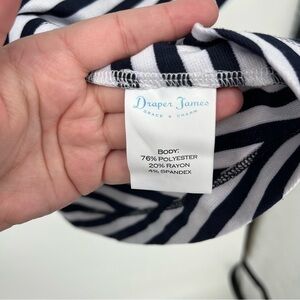 Draper James
GRACE & CHARM
BODY:
76% POLYESTER
20% RAYON
4% SPANDEX